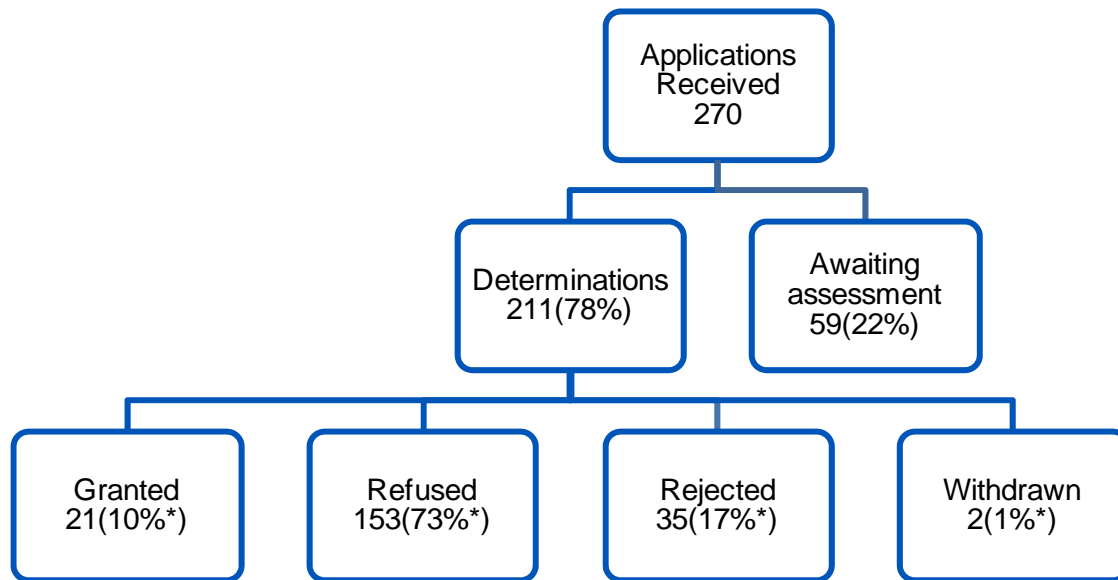 Applications
Received
270
Determinations
211(78%)
Awaiting
assessment
59(22%)
Granted
21(10%*)
Refused
153(73%*)
Rejected
35(17%*)
Withdrawn
2(1%*)